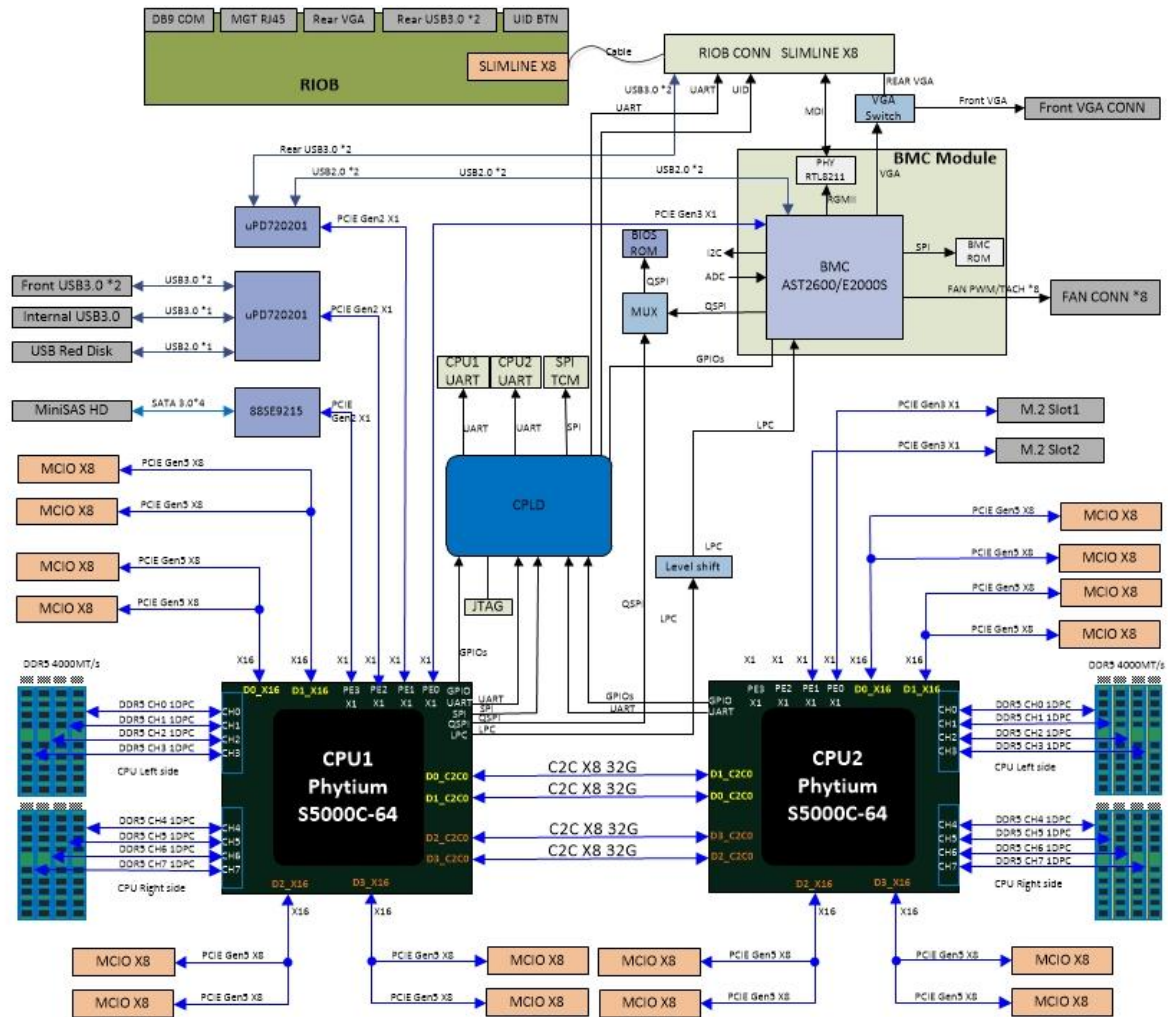 DB9 COM
MGT RJ45
Rear VGA
Rear USB3.0 *2
UID BTN
RIOB
SLIMLINE X8
Cable
RIOB CONN   SLIMLINE X8
USB3.0 *2
UART
UID
REAR VGA
UART
MDI
VGA
Switch
Front VGA
Front VGA CONN
Rear USB3.0 *2
USB2.0 *2
USB2.0 *2
USB2.0 *2
BMC Module
PHY
RTL8211
VGA
RGMII
uPD720201
PCIE Gen2 X1
PCIE Gen3 X1
BIOS
ROM
I2C
ADC
BMC
AST2600/E2000S
SPI
BMC
ROM
QSPI
Front USB3.0 *2
USB3.0 *2
Internal USB3.0
USB3.0 *1
USB Red Disk
USB2.0 *1
uPD720201
PCIE Gen2 X1
MUX
QSPI
FAN PWM/TACH *8
FAN CONN *8
GPIOs
CPU1
UART
CPU2
UART
SPI
TCM
MiniSAS HD
SATA 3.0*4
88SE9215
PCIE
Gen2 X1
UART
UART
SPI
LPC
PCIE Gen3 X1
M.2 Slot1
PCIE Gen3 X1
M.2 Slot2
MCIO X8
PCIE Gen5 X8
MCIO X8
PCIE Gen5 X8
MCIO X8
PCIE Gen5 X8
MCIO X8
PCIE Gen5 X8
CPLD
JTAG
GPIOs
QSPI
LPC
Level shift
LPC
PCIE Gen5 X8
MCIO X8
PCIE Gen5 X8
MCIO X8
PCIE Gen5 X8
MCIO X8
PCIE Gen5 X8
MCIO X8
DDR5 4000MT/s
X16
X16
X1
X1
X1
X1
D0_X16
D1_X16
PE3
X1
PE2
X1
PE1
X1
PE0
X1
GPIO
UART
SPI
QSPI
LPC
UART
SPI
QSPI
LPC
GPIOs
UART
X1
X1
X1
X1
X16
X16
GPIO
UART
PE3
X1
PE2
X1
PE1
X1
PE0
X1
D0_X16
D1_X16
DDR5 4000MT/s
DDR5 CH0 1DPC
DDR5 CH1 1DPC
DDR5 CH2 1DPC
DDR5 CH3 1DPC
CPU Left side
CH0
CH1
CH2
CH3
CPU1
Phytium
S5000C-64
D0_C2C0
D1_C2C0
D2_C2C0
D3_C2C0
C2C X8 32G
C2C X8 32G
C2C X8 32G
C2C X8 32G
D1_C2C0
D0_C2C0
D3_C2C0
D2_C2C0
CPU2
Phytium
S5000C-64
CH0
CH1
CH2
CH3
DDR5 CH0 1DPC
DDR5 CH1 1DPC
DDR5 CH2 1DPC
DDR5 CH3 1DPC
CPU Left side
DDR5 CH4 1DPC
DDR5 CH5 1DPC
DDR5 CH6 1DPC
DDR5 CH7 1DPC
CPU Right side
CH4
CH5
CH6
CH7
CH4
CH5
CH6
CH7
DDR5 CH4 1DPC
DDR5 CH5 1DPC
DDR5 CH6 1DPC
DDR5 CH7 1DPC
CPU Right side
D2_X16
D3_X16
X16
X16
D2_X16
D3_X16
X16
X16
MCIO X8
PCIE Gen5 X8
PCIE Gen5 X8
MCIO X8
MCIO X8
PCIE Gen5 X8
PCIE Gen5 X8
MCIO X8
MCIO X8
PCIE Gen5 X8
PCIE Gen5 X8
MCIO X8
MCIO X8
PCIE Gen5 X8
PCIE Gen5 X8
MCIO X8